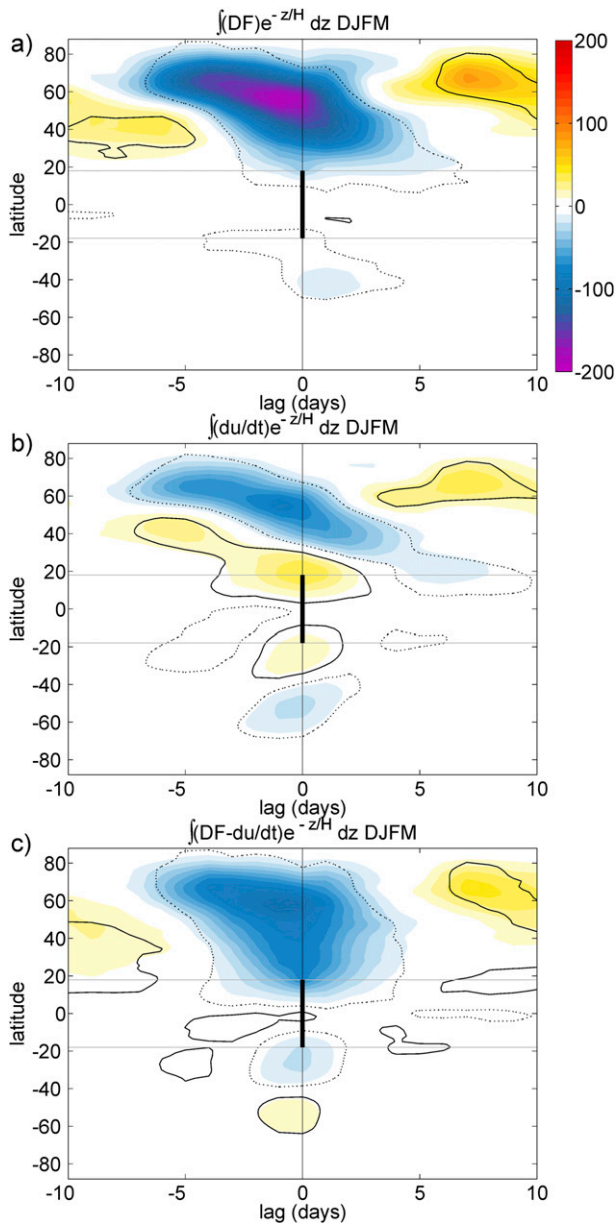 ∫(DF)e^{-z/H} dz DJFM
a)
80
60
40
20
0
-20
-40
-60
-80
latitude
-10 -5 0 5 10
lag (days)
200
100
0
-100
-200
∫(du/dt)e^{-z/H} dz DJFM
b)
80
60
40
20
0
-20
-40
-60
-80
latitude
-10 -5 0 5 10
lag (days)
∫(DF-du/dt)e^{-z/H} dz DJFM
c)
80
60
40
20
0
-20
-40
-60
-80
latitude
-10 -5 0 5 10
lag (days)